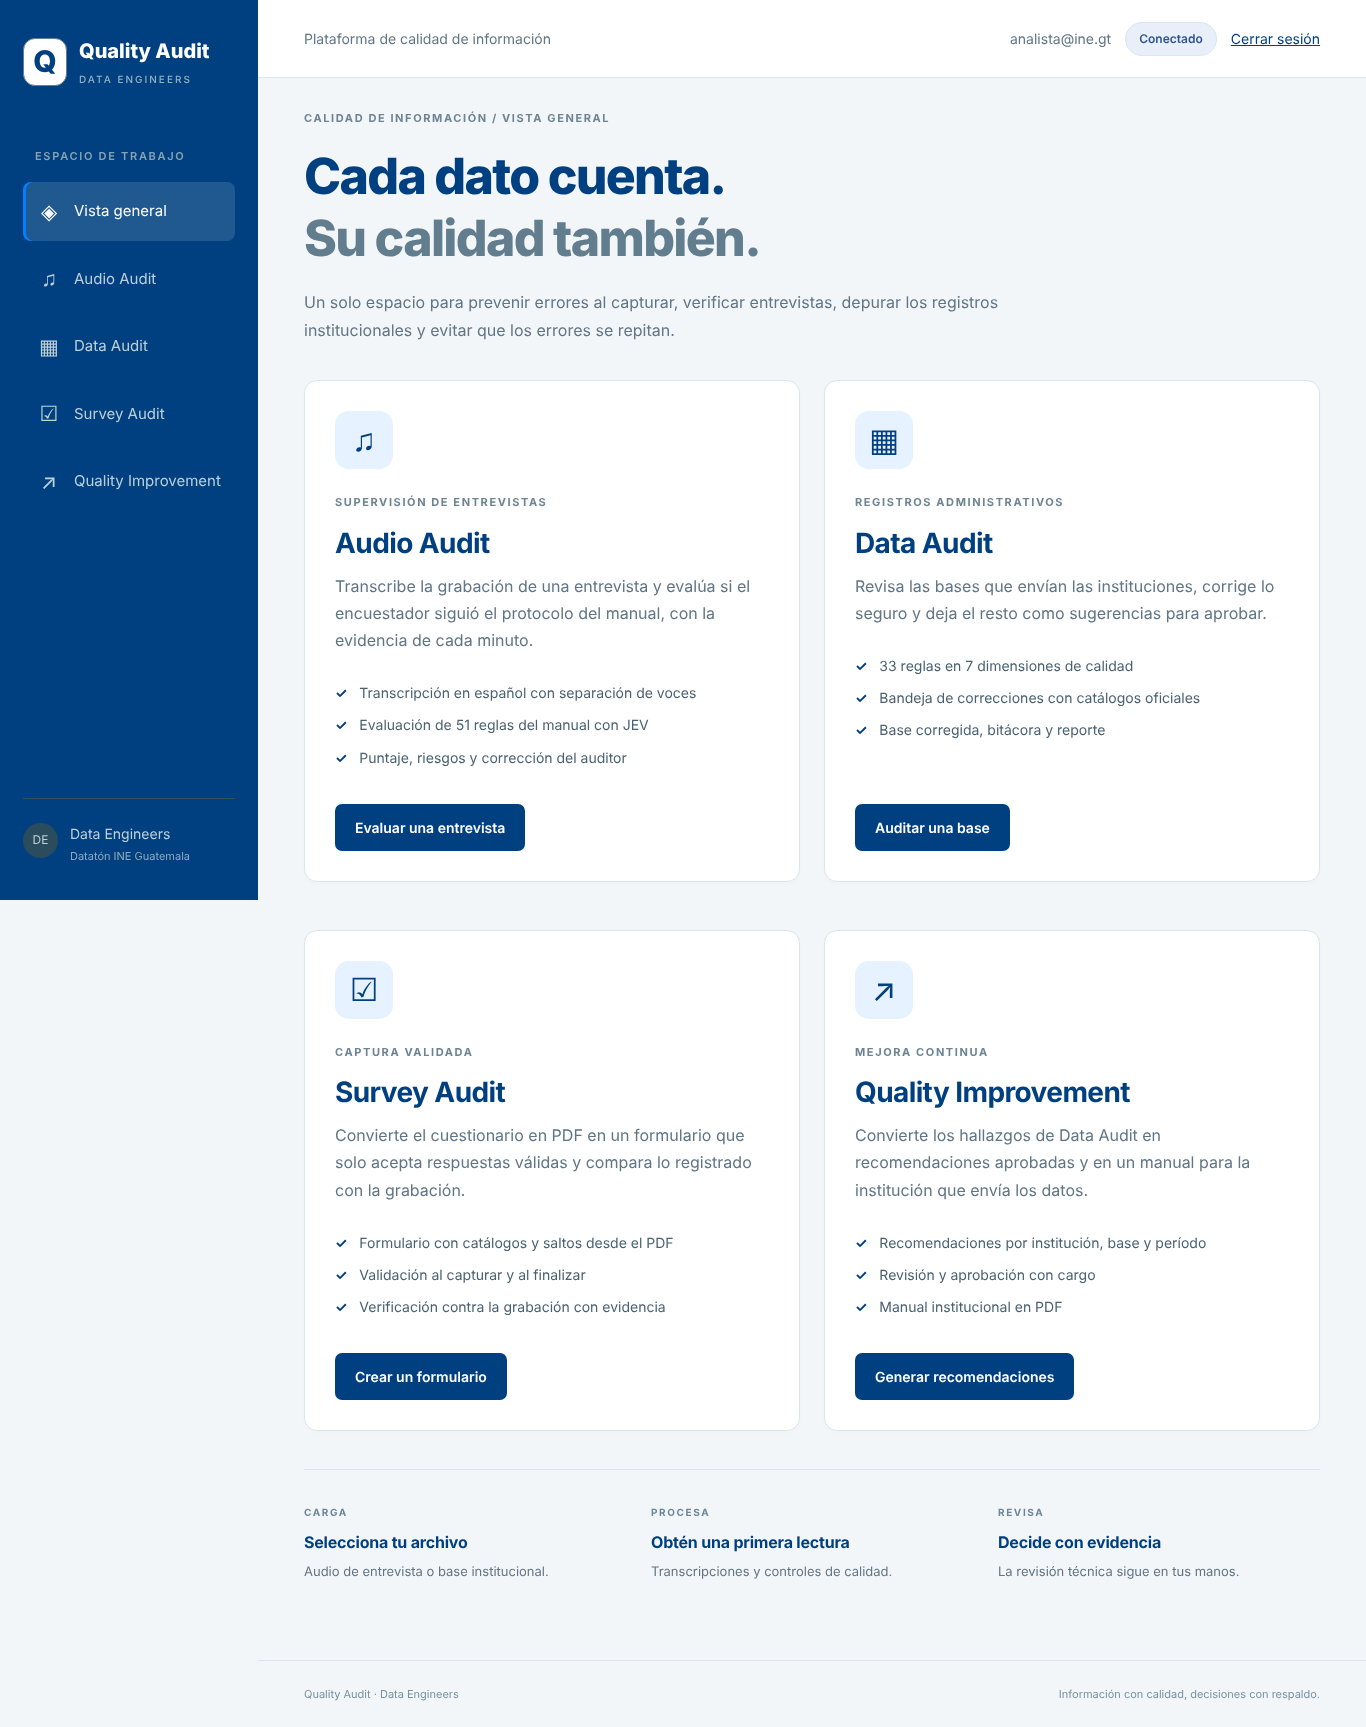 Q
Quality Audit
DATA ENGINEERS
ESPACIO DE TRABAJO
Vista general
Audio Audit
Data Audit
Survey Audit
Quality Improvement
DE
Data Engineers
Datatón INE Guatemala
Plataforma de calidad de información
analista@ine.gt
Conectado
Cerrar sesión
CALIDAD DE INFORMACIÓN / VISTA GENERAL
Cada dato cuenta.
Su calidad también.
Un solo espacio para prevenir errores al capturar, verificar entrevistas, depurar los registros
institucionales y evitar que los errores se repitan.
SUPERVISIÓN DE ENTREVISTAS
Audio Audit
Transcribe la grabación de una entrevista y evalúa si el
encuestador siguió el protocolo del manual, con la
evidencia de cada minuto.
✓ Transcripción en español con separación de voces
✓ Evaluación de 51 reglas del manual con JEV
✓ Puntaje, riesgos y corrección del auditor
Evaluar una entrevista
REGISTROS ADMINISTRATIVOS
Data Audit
Revisa las bases que envían las instituciones, corrige lo
seguro y deja el resto como sugerencias para aprobar.
✓ 33 reglas en 7 dimensiones de calidad
✓ Bandeja de correcciones con catálogos oficiales
✓ Base corregida, bitácora y reporte
Auditar una base
CAPTURA VALIDADA
Survey Audit
Convierte el cuestionario en PDF en un formulario que
solo acepta respuestas válidas y compara lo registrado
con la grabación.
✓ Formulario con catálogos y saltos desde el PDF
✓ Validación al capturar y al finalizar
✓ Verificación contra la grabación con evidencia
Crear un formulario
MEJORA CONTINUA
Quality Improvement
Convierte los hallazgos de Data Audit en
recomendaciones aprobadas y en un manual para la
institución que envía los datos.
✓ Recomendaciones por institución, base y período
✓ Revisión y aprobación con cargo
✓ Manual institucional en PDF
Generar recomendaciones
CARGA
Selecciona tu archivo
Audio de entrevista o base institucional.
PROCESA
Obtén una primera lectura
Transcripciones y controles de calidad.
REVISA
Decide con evidencia
La revisión técnica sigue en tus manos.
Quality Audit · Data Engineers
Información con calidad, decisiones con respaldo.